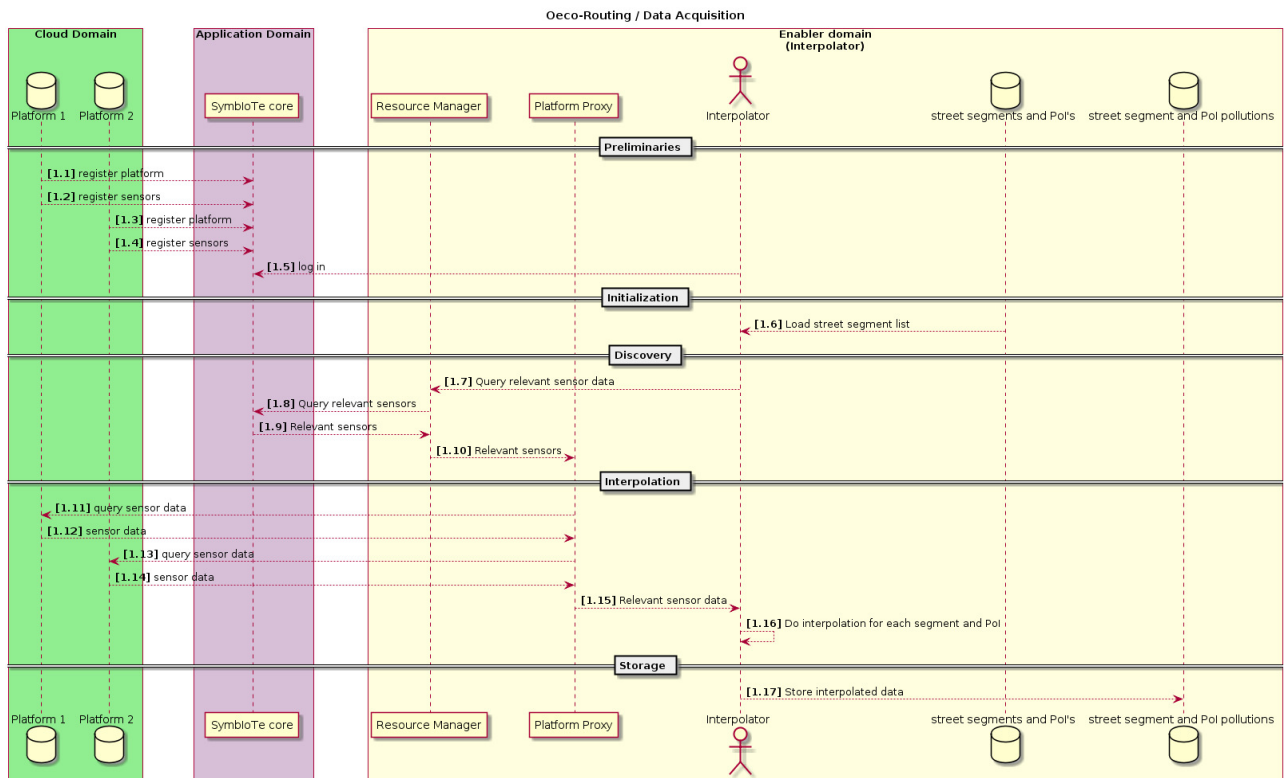 Oeco-Routing / Data Acquisition
Cloud Domain
Application Domain
Enabler domain
(Interpolator)
Platform 1
Platform 2
SymbIoTe core
Resource Manager
Platform Proxy
Interpolator
street segments and PoI's
street segment and PoI pollutions
Preliminaries
[1.1] register platform
[1.2] register sensors
[1.3] register platform
[1.4] register sensors
[1.5] log in
Initialization
[1.6] Load street segment list
Discovery
[1.7] Query relevant sensor data
[1.8] Query relevant sensors
[1.9] Relevant sensors
[1.10] Relevant sensors
Interpolation
[1.11] query sensor data
[1.12] sensor data
[1.13] query sensor data
[1.14] sensor data
[1.15] Relevant sensor data
[1.16] Do interpolation for each segment and PoI
Storage
[1.17] Store interpolated data
Platform 1
Platform 2
SymbIoTe core
Resource Manager
Platform Proxy
Interpolator
street segments and PoI's
street segment and PoI pollutions